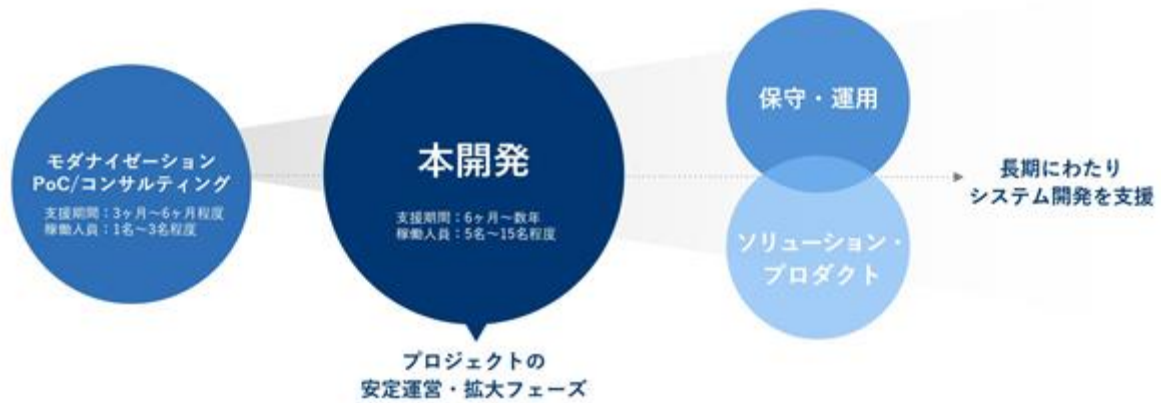 モダナイゼーション
PoC/コンサルティング
支援期間：3ヶ月〜6ヶ月程度
稼働人員：1名〜3名程度
本開発
支援期間：6ヶ月〜数年
稼働人員：5名〜15名程度
プロジェクトの
安定運営・拡大フェーズ
保守・運用
ソリューション・
プロダクト
長期にわたり
システム開発を支援